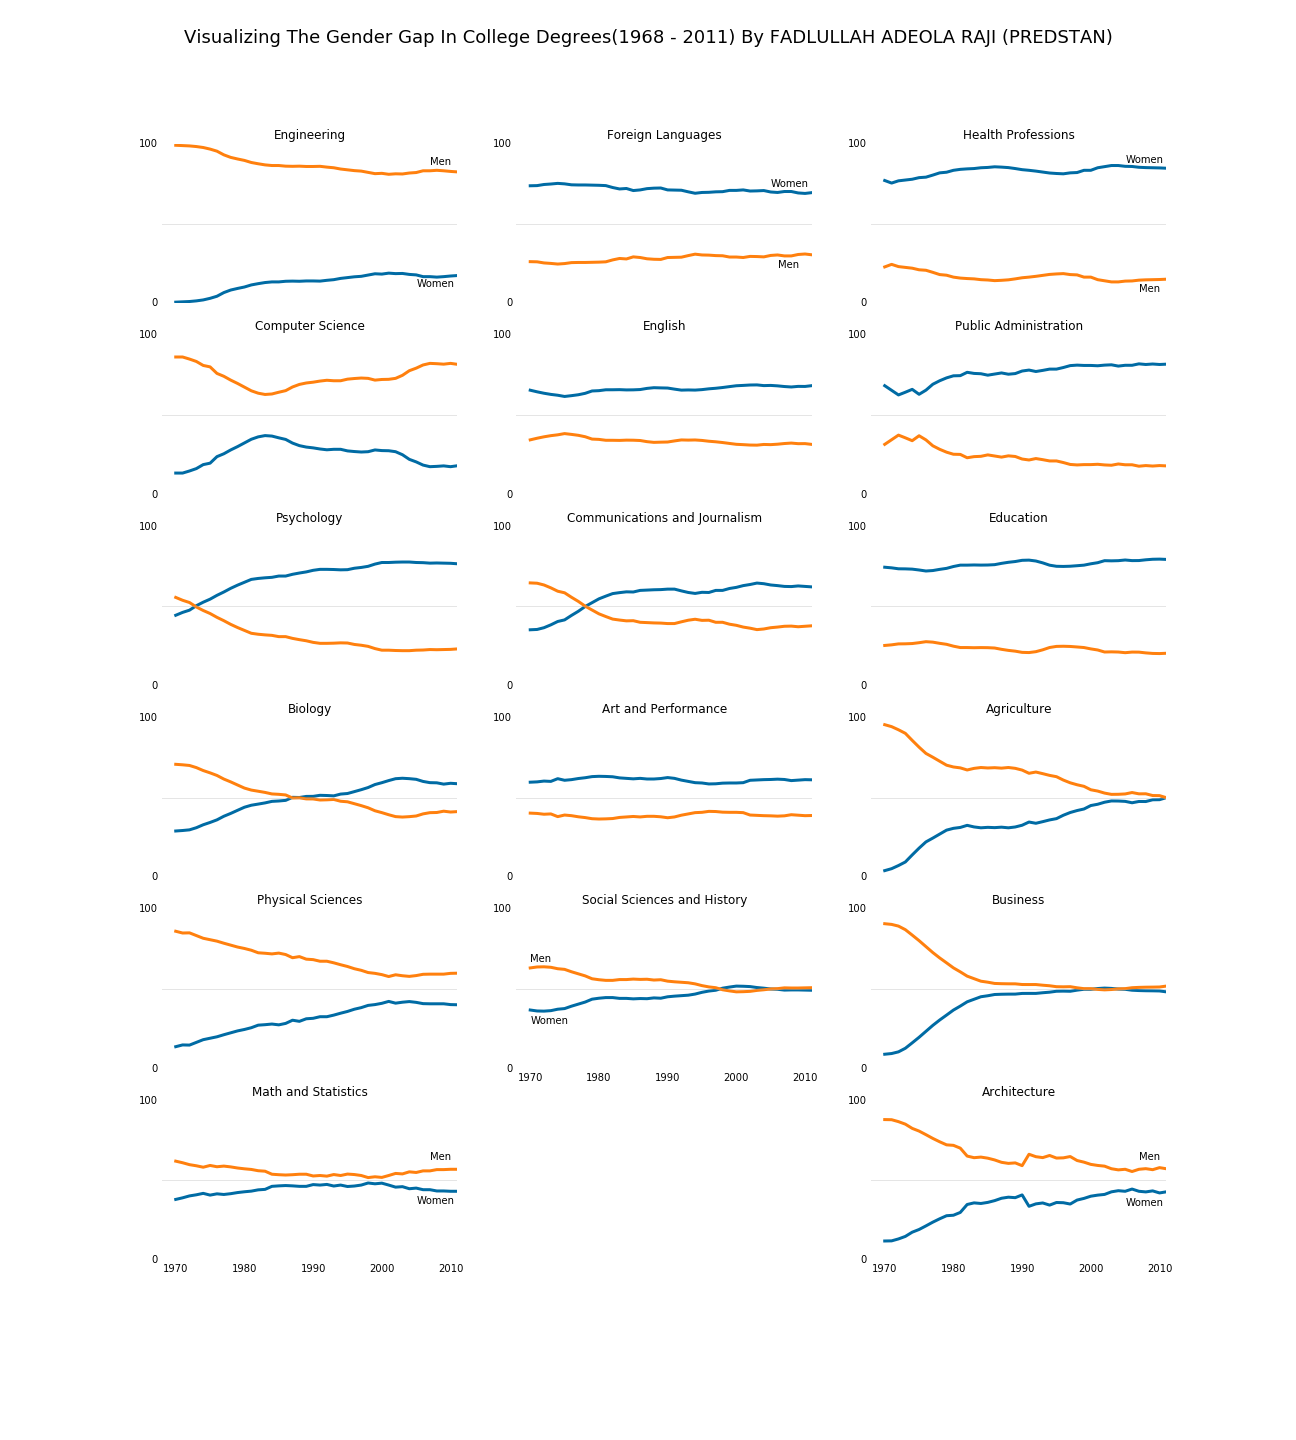 Visualizing The Gender Gap In College Degrees(1968 - 2011) By FADLULLAH ADEOLA RAJI (PREDSTAN)
Engineering
100
Men
Women
0
Foreign Languages
100
Women
Men
0
Health Professions
100
Women
Men
0
Computer Science
100
0
English
100
0
Public Administration
100
0
Psychology
100
0
Communications and Journalism
100
0
Education
100
0
Biology
100
0
Art and Performance
100
0
Agriculture
100
0
Physical Sciences
100
0
Social Sciences and History
100
Men
Women
0
1970 1980 1990 2000 2010
Business
100
0
Math and Statistics
100
Men
Women
0
1970 1980 1990 2000 2010
Architecture
100
Men
Women
0
1970 1980 1990 2000 2010